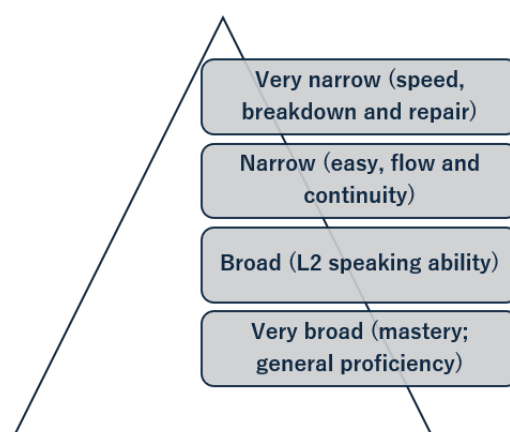 Very narrow (speed,
breakdown and repair)
Narrow (easy, flow and
continuity)
Broad (L2 speaking ability)
Very broad (mastery;
general proficiency)